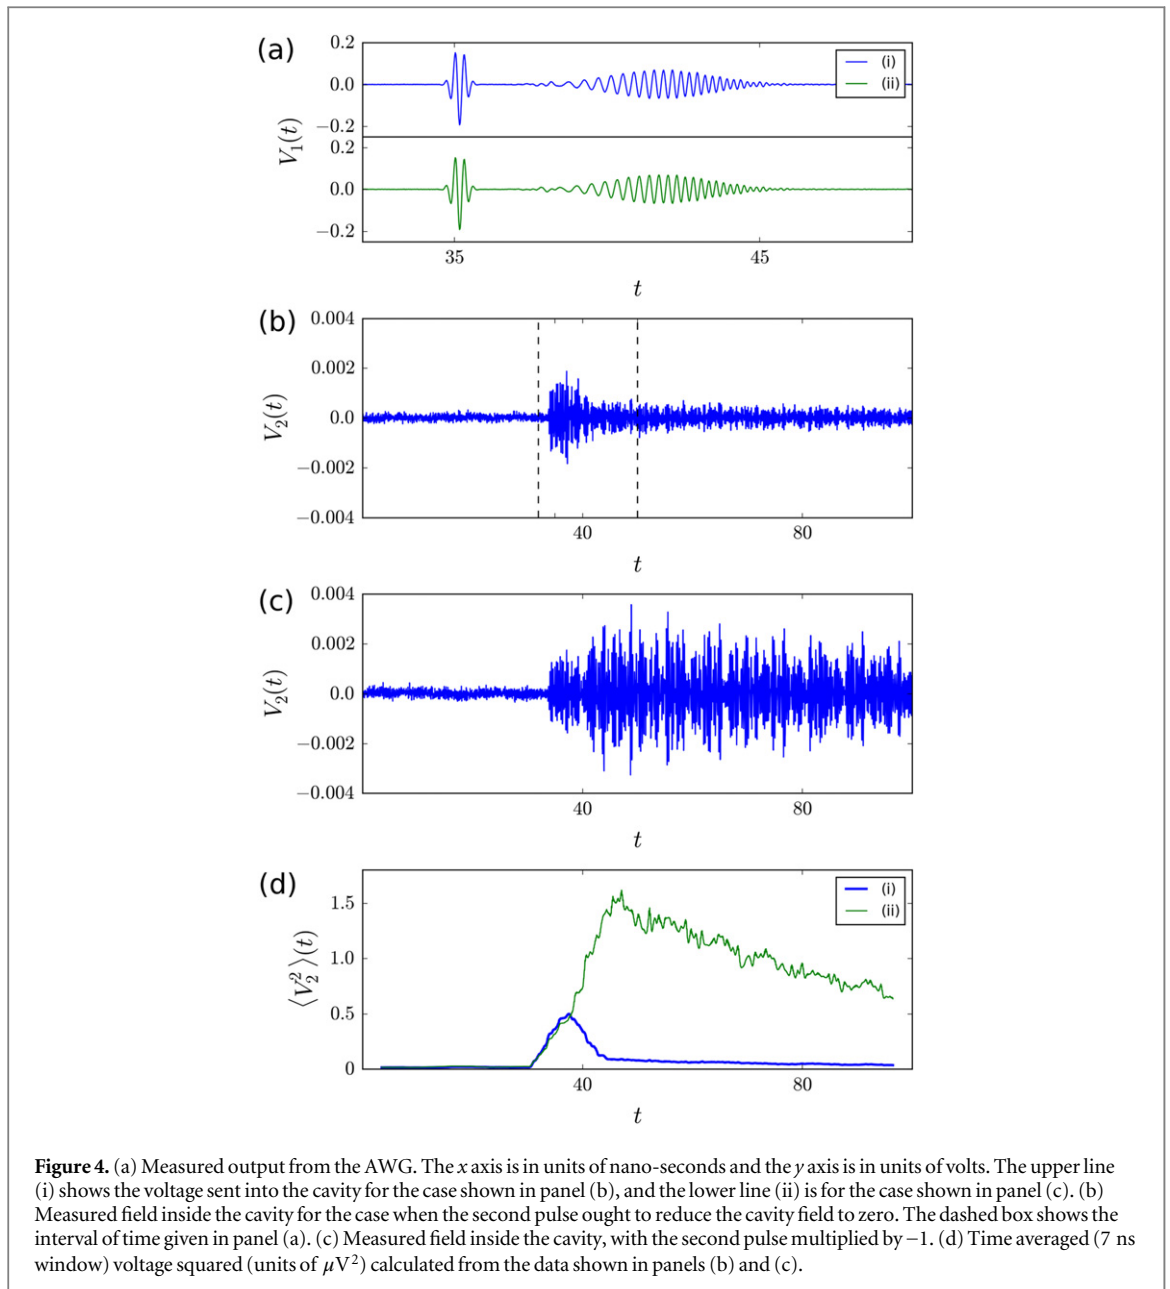 (a)
0.2
0.0
−0.2
0.2
0.0
−0.2
V₁(t)
(i)
(ii)
35 45
t
(b)
0.004
0.002
0.0
−0.002
−0.004
V₂(t)
40 80
t
(c)
0.004
0.002
0.0
−0.002
−0.004
V₂(t)
40 80
t
(d)
1.5
1.0
0.5
0
⟨V₂²⟩(t)
(i)
(ii)
40 80
t
Figure 4. (a) Measured output from the AWG. The x axis is in units of nano-seconds and the y axis is in units of volts. The upper line
(i) shows the voltage sent into the cavity for the case shown in panel (b), and the lower line (ii) is for the case shown in panel (c). (b)
Measured field inside the cavity for the case when the second pulse ought to reduce the cavity field to zero. The dashed box shows the
interval of time given in panel (a). (c) Measured field inside the cavity, with the second pulse multiplied by −1. (d) Time averaged (7 ns
window) voltage squared (units of μV²) calculated from the data shown in panels (b) and (c).